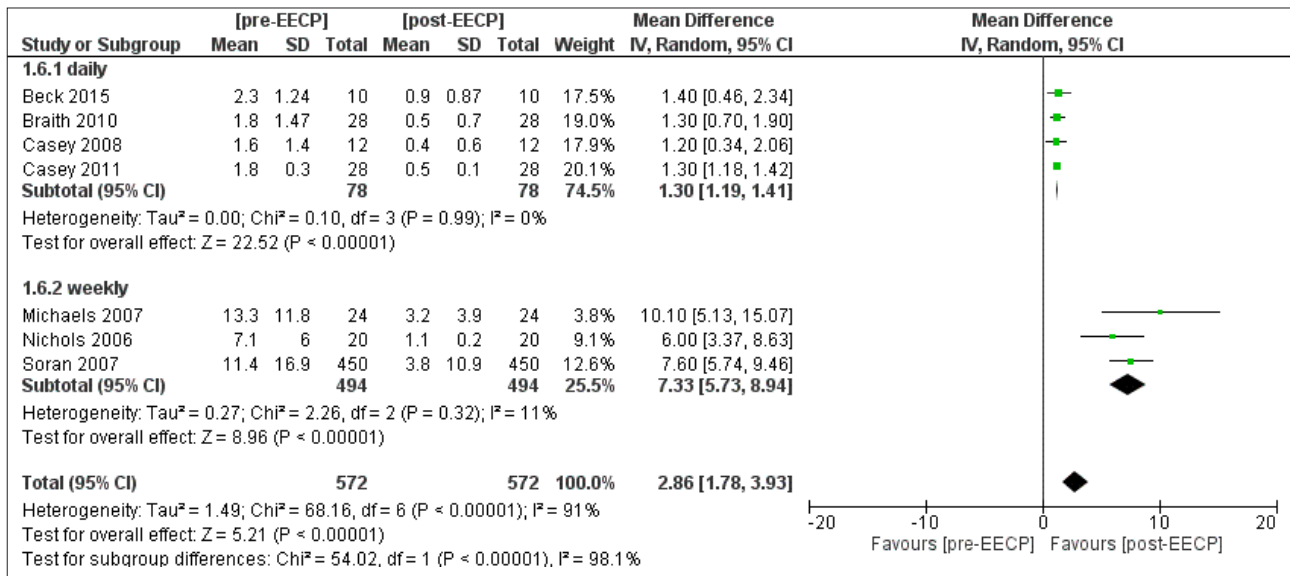 [pre-EECP] [post-EECP] Mean Difference Mean Difference
Study or Subgroup Mean SD Total Mean SD Total Weight IV, Random, 95% CI IV, Random, 95% CI
1.6.1 daily
Beck 2015 2.3 1.24 10 0.9 0.87 10 17.5% 1.40 [0.46, 2.34]
Braith 2010 1.8 1.47 28 0.5 0.7 28 19.0% 1.30 [0.70, 1.90]
Casey 2008 1.6 1.4 12 0.4 0.6 12 17.9% 1.20 [0.34, 2.06]
Casey 2011 1.8 0.3 28 0.5 0.1 28 20.1% 1.30 [1.18, 1.42]
Subtotal (95% CI) 78 78 74.5% 1.30 [1.19, 1.41]
Heterogeneity: Tau² = 0.00; Chi² = 0.10, df = 3 (P = 0.99); I² = 0%
Test for overall effect: Z = 22.52 (P < 0.00001)
1.6.2 weekly
Michaels 2007 13.3 11.8 24 3.2 3.9 24 3.8% 10.10 [5.13, 15.07]
Nichols 2006 7.1 6 20 1.1 0.2 20 9.1% 6.00 [3.37, 8.63]
Soran 2007 11.4 16.9 450 3.8 10.9 450 12.6% 7.60 [5.74, 9.46]
Subtotal (95% CI) 494 494 25.5% 7.33 [5.73, 8.94]
Heterogeneity: Tau² = 0.27; Chi² = 2.26, df = 2 (P = 0.32); I² = 11%
Test for overall effect: Z = 8.96 (P < 0.00001)
Total (95% CI) 572 572 100.0% 2.86 [1.78, 3.93]
Heterogeneity: Tau² = 1.49; Chi² = 68.16, df = 6 (P < 0.00001); I² = 91%
Test for overall effect: Z = 5.21 (P < 0.00001)
Test for subgroup differences: Chi² = 54.02, df = 1 (P < 0.00001), I² = 98.1%
-20 -10 0 10 20
Favours [pre-EECP] Favours [post-EECP]